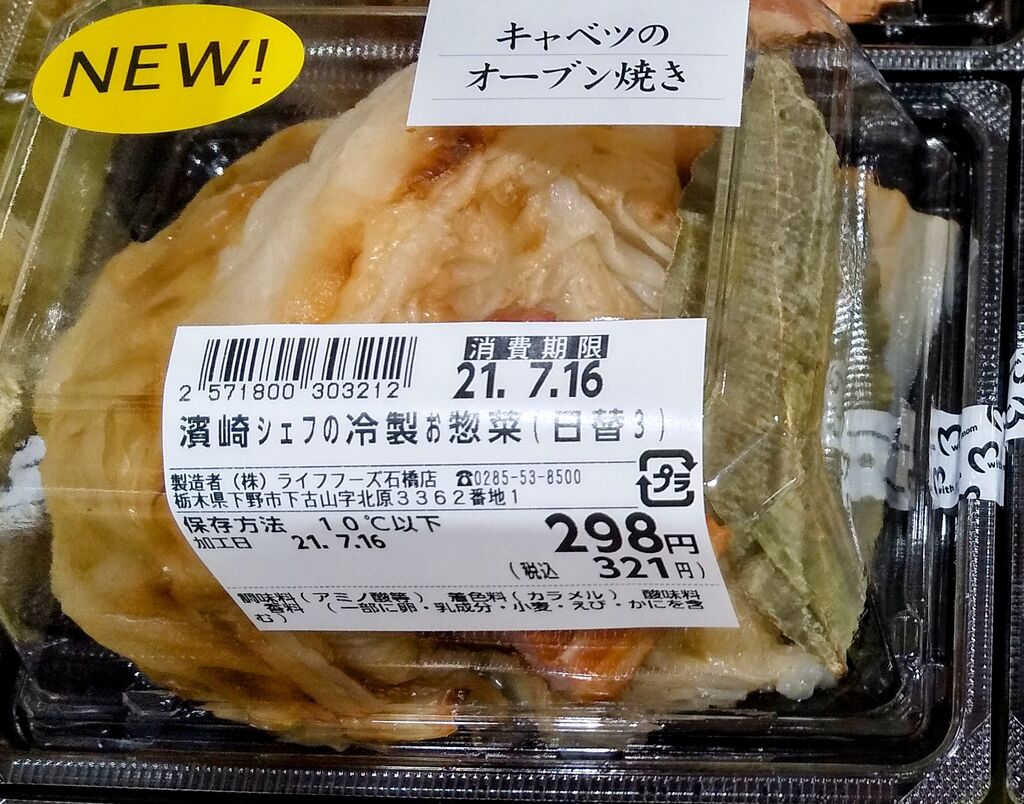 NEW!
キャベツの
オーブン焼き
消費期限
21. 7.16
2 571800 303212
濱崎シェフの冷製お惣菜(日替3)
製造者(株)ライフフーズ石橋店 ☎0285-53-8500
栃木県下野市下古山字北原3362番地1
プラ
保存方法 10℃以下
加工日 21. 7.16
298円
(税込 321円)
調味料(アミノ酸等) 着色料(カラメル) 酸味料
香料 (一部に卵・乳成分・小麦・えび・かにを含
む)
mom
with
with